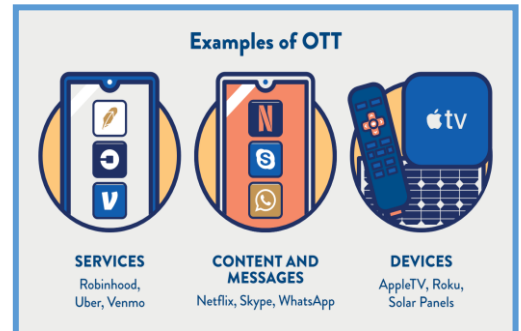 Examples of OTT
N
S
tv
SERVICES
Robinhood,
Uber, Venmo
CONTENT AND
MESSAGES
Netflix, Skype, WhatsApp
DEVICES
AppleTV, Roku,
Solar Panels